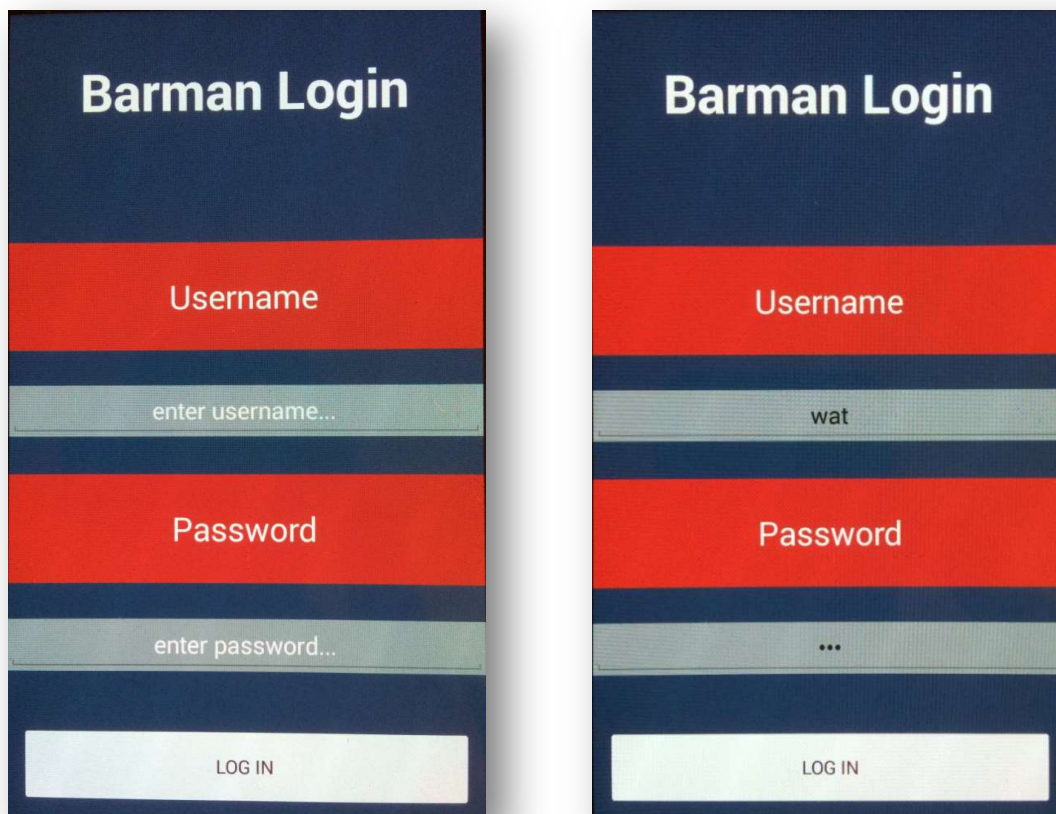 Barman Login
Username
enter username...
Password
enter password...
LOG IN
Barman Login
Username
wat
Password
•••
LOG IN